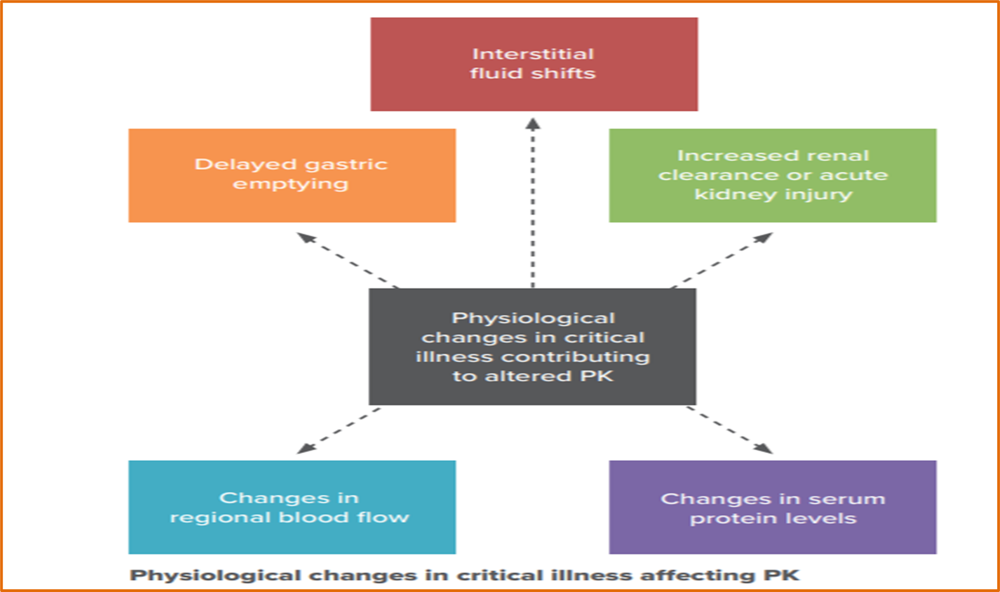 Interstitial
fluid shifts
Delayed gastric
emptying
Increased renal
clearance or acute
kidney injury
Physiological
changes in critical
illness contributing
to altered PK
Changes in
regional blood flow
Changes in serum
protein levels
Physiological changes in critical illness affecting PK